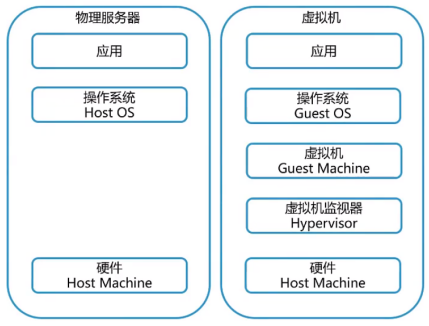 物理服务器
应用
操作系统
Host OS
硬件
Host Machine
虚拟机
应用
操作系统
Guest OS
虚拟机
Guest Machine
虚拟机监视器
Hypervisor
硬件
Host Machine